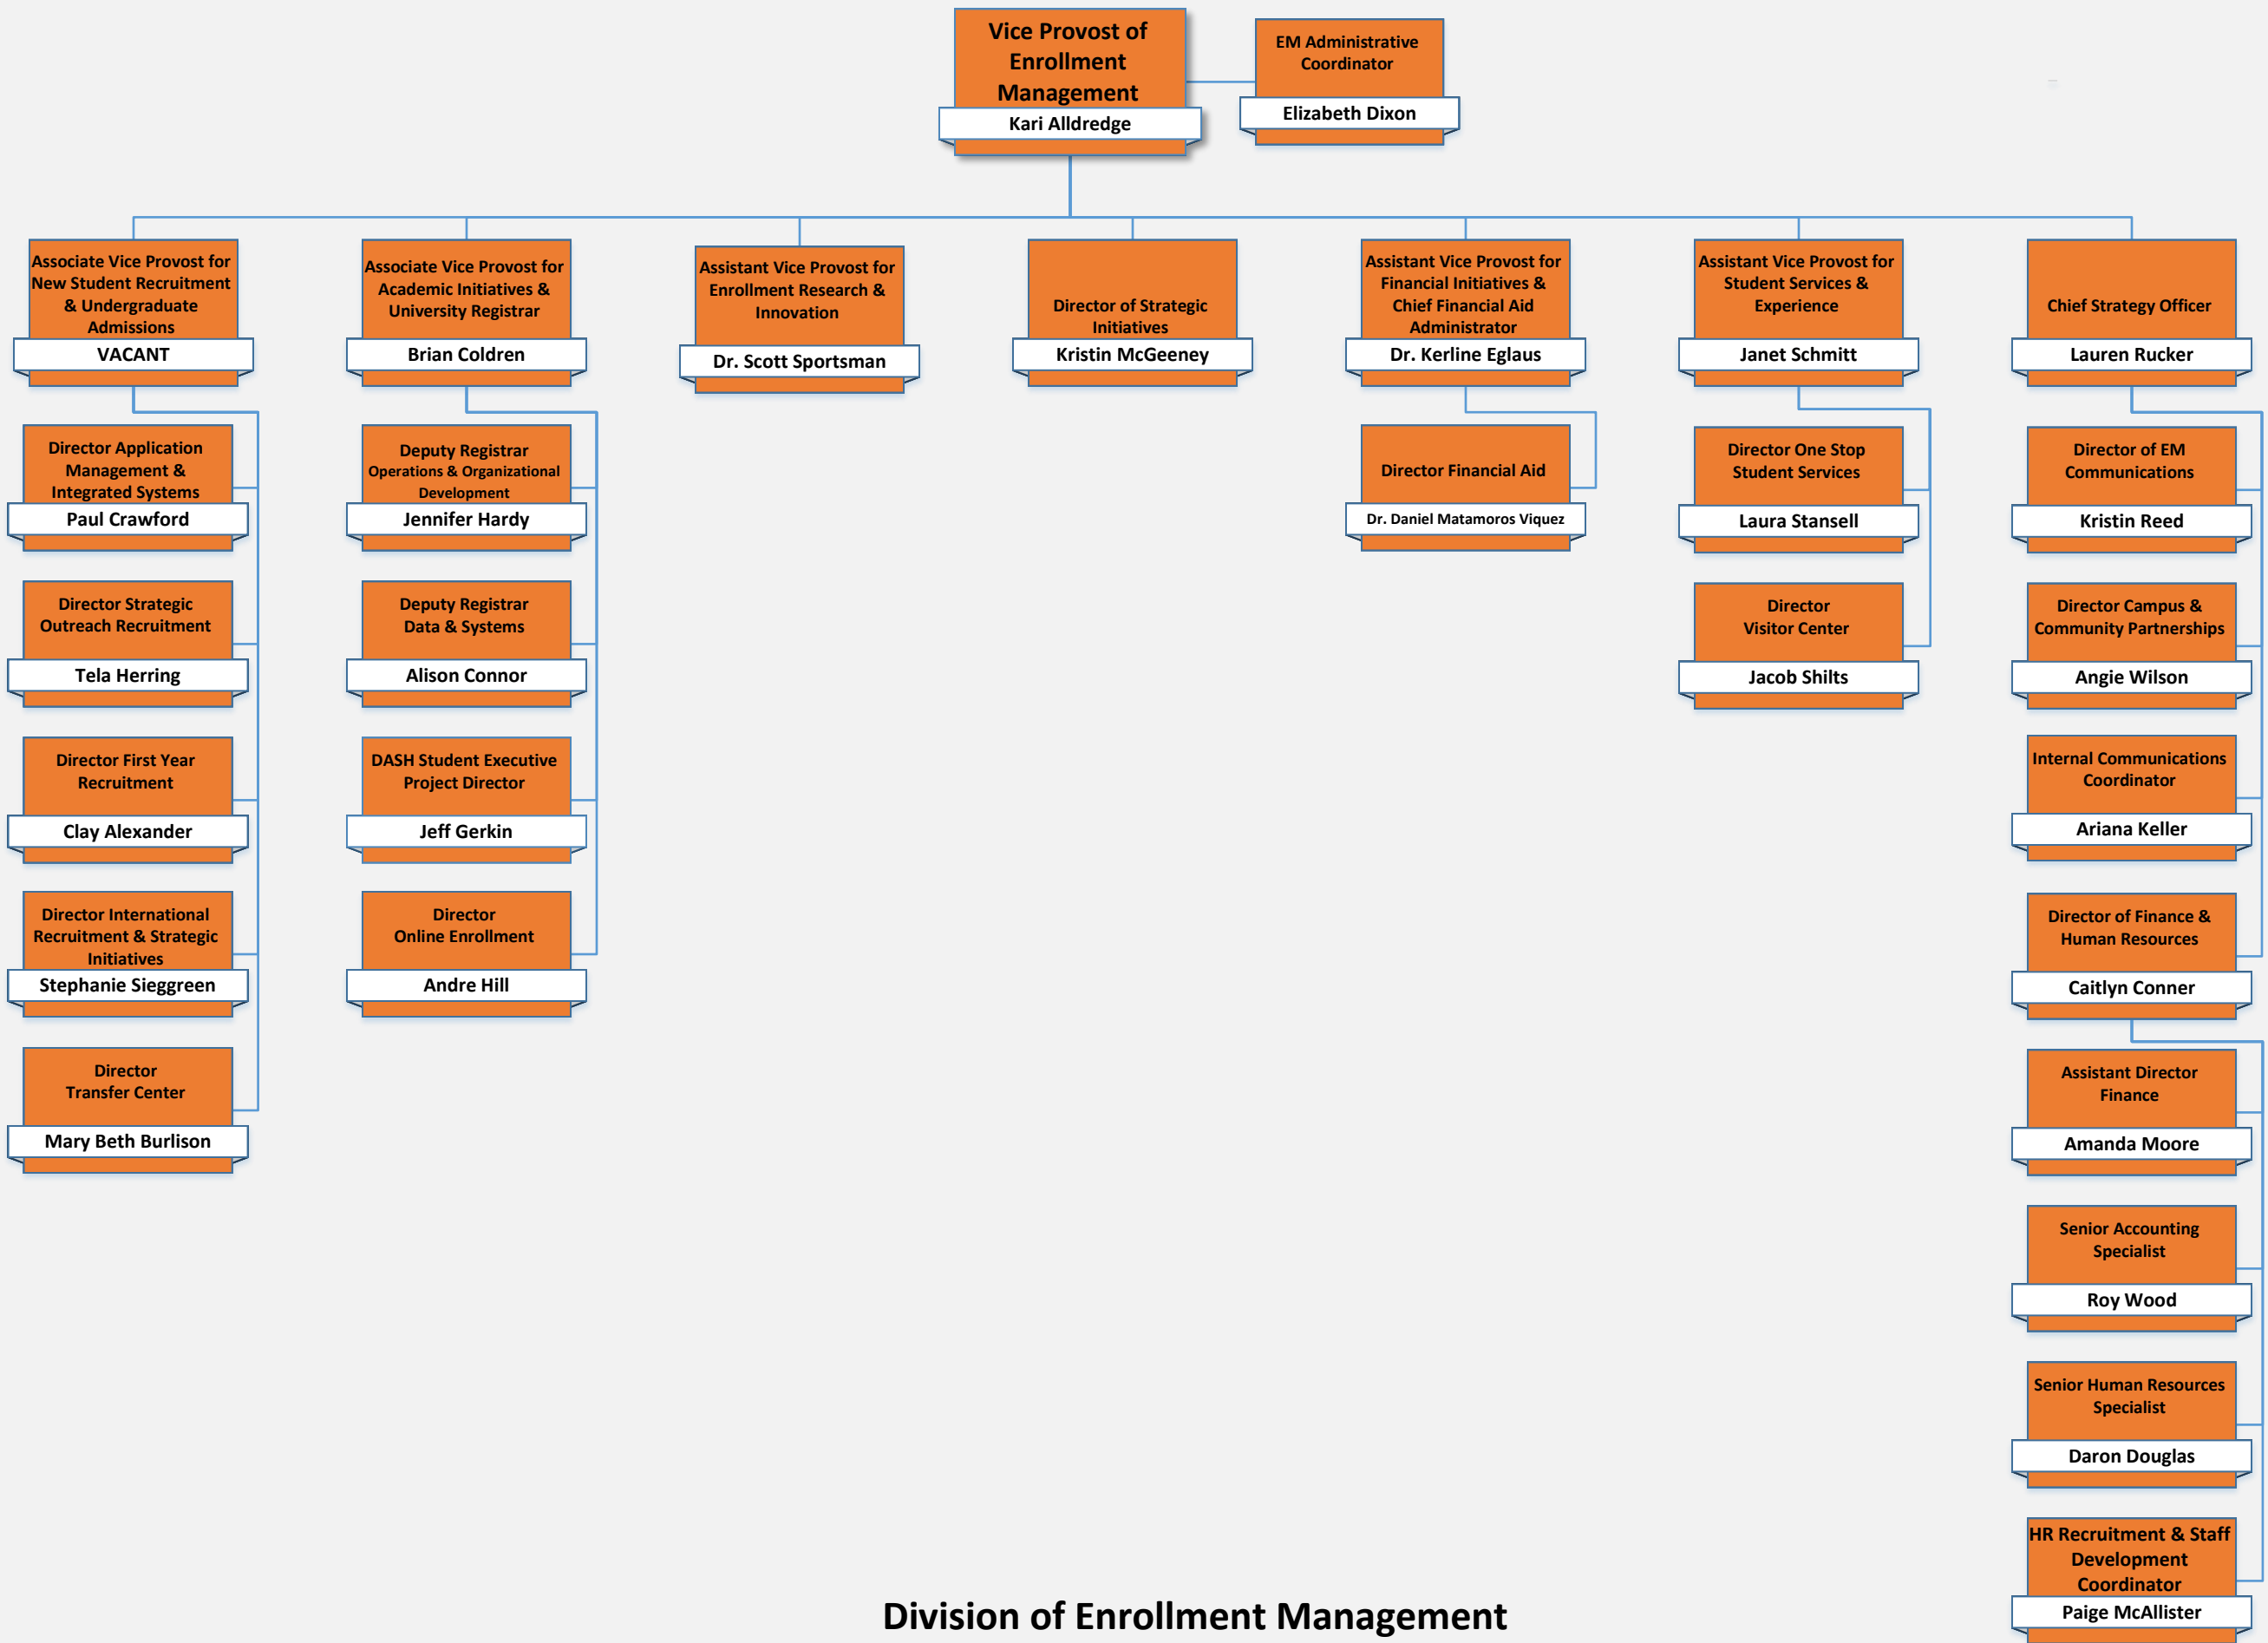 Vice Provost of
Enrollment
Management
Kari Alldredge
EM Administrative
Coordinator
Elizabeth Dixon
Associate Vice Provost for
New Student Recruitment
& Undergraduate
Admissions
VACANT
Associate Vice Provost for
Academic Initiatives &
University Registrar
Brian Coldren
Assistant Vice Provost for
Enrollment Research &
Innovation
Dr. Scott Sportsman
Director of Strategic
Initiatives
Kristin McGeeney
Assistant Vice Provost for
Financial Initiatives &
Chief Financial Aid
Administrator
Dr. Kerline Eglaus
Assistant Vice Provost for
Student Services &
Experience
Janet Schmitt
Chief Strategy Officer
Lauren Rucker
Director Application
Management &
Integrated Systems
Paul Crawford
Director Strategic
Outreach Recruitment
Tela Herring
Director First Year
Recruitment
Clay Alexander
Director International
Recruitment & Strategic
Initiatives
Stephanie Sieggreen
Director
Transfer Center
Mary Beth Burlison
Deputy Registrar
Operations & Organizational
Development
Jennifer Hardy
Deputy Registrar
Data & Systems
Alison Connor
DASH Student Executive
Project Director
Jeff Gerkin
Director
Online Enrollment
Andre Hill
Director Financial Aid
Dr. Daniel Matamoros Viquez
Director One Stop
Student Services
Laura Stansell
Director
Visitor Center
Jacob Shilts
Director of EM
Communications
Kristin Reed
Director Campus &
Community Partnerships
Angie Wilson
Internal Communications
Coordinator
Ariana Keller
Director of Finance &
Human Resources
Caitlyn Conner
Assistant Director
Finance
Amanda Moore
Senior Accounting
Specialist
Roy Wood
Senior Human Resources
Specialist
Daron Douglas
HR Recruitment & Staff
Development
Coordinator
Paige McAllister
Division of Enrollment Management